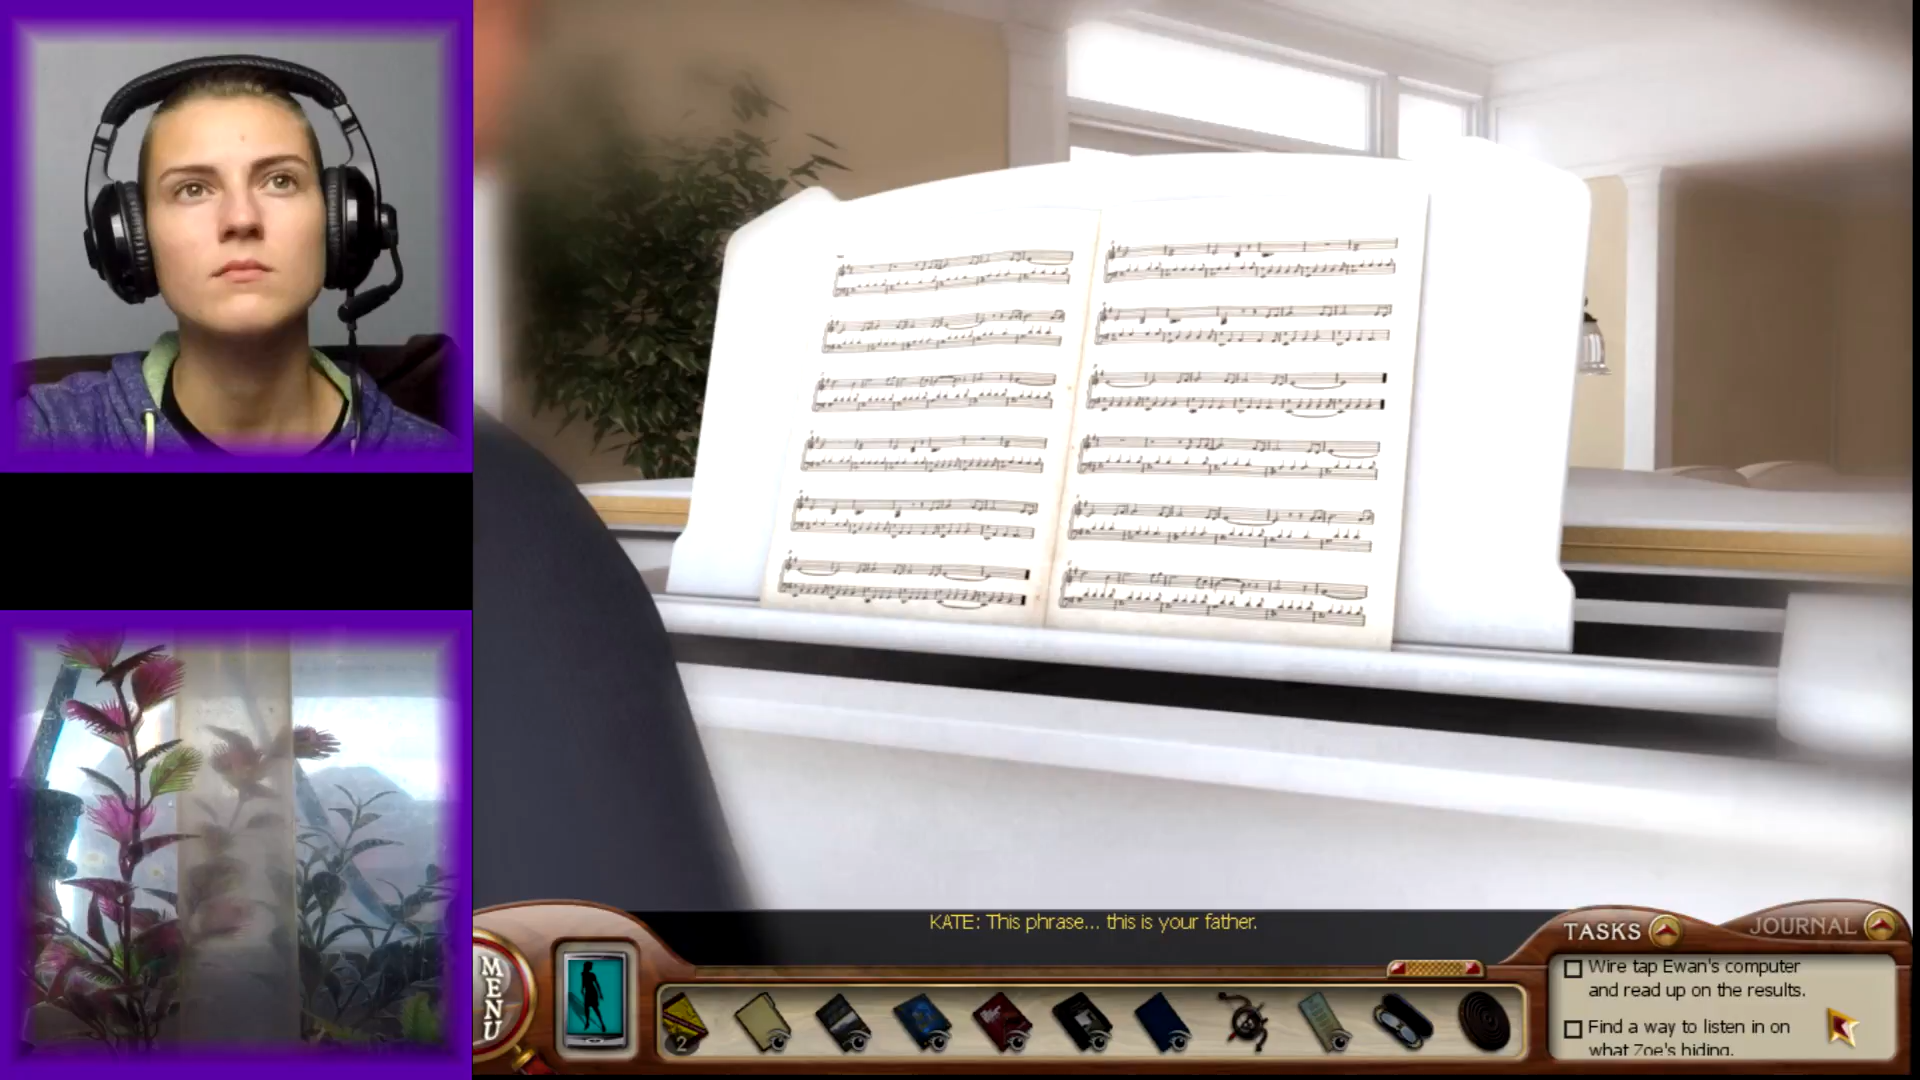 KATE: This phrase... this is your father.
MENU
2
TASKS
JOURNAL
Wire tap Ewan's computer
and read up on the results.
Find a way to listen in on
what Zoe's hiding.